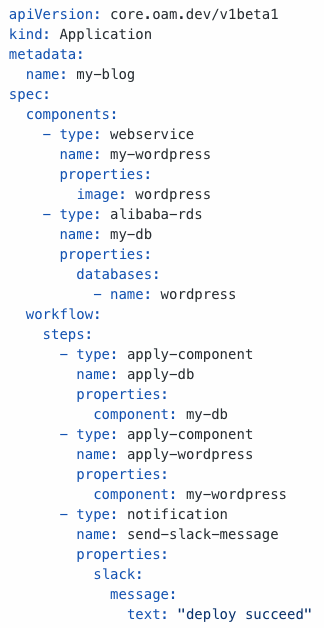 apiVersion: core.oam.dev/v1beta1
kind: Application
metadata:
  name: my-blog
spec:
  components:
    - type: webservice
      name: my-wordpress
      properties:
        image: wordpress
    - type: alibaba-rds
      name: my-db
      properties:
        databases:
          - name: wordpress
  workflow:
    steps:
      - type: apply-component
        name: apply-db
        properties:
          component: my-db
      - type: apply-component
        name: apply-wordpress
        properties:
          component: my-wordpress
      - type: notification
        name: send-slack-message
        properties:
          slack:
            message:
              text: "deploy succeed"